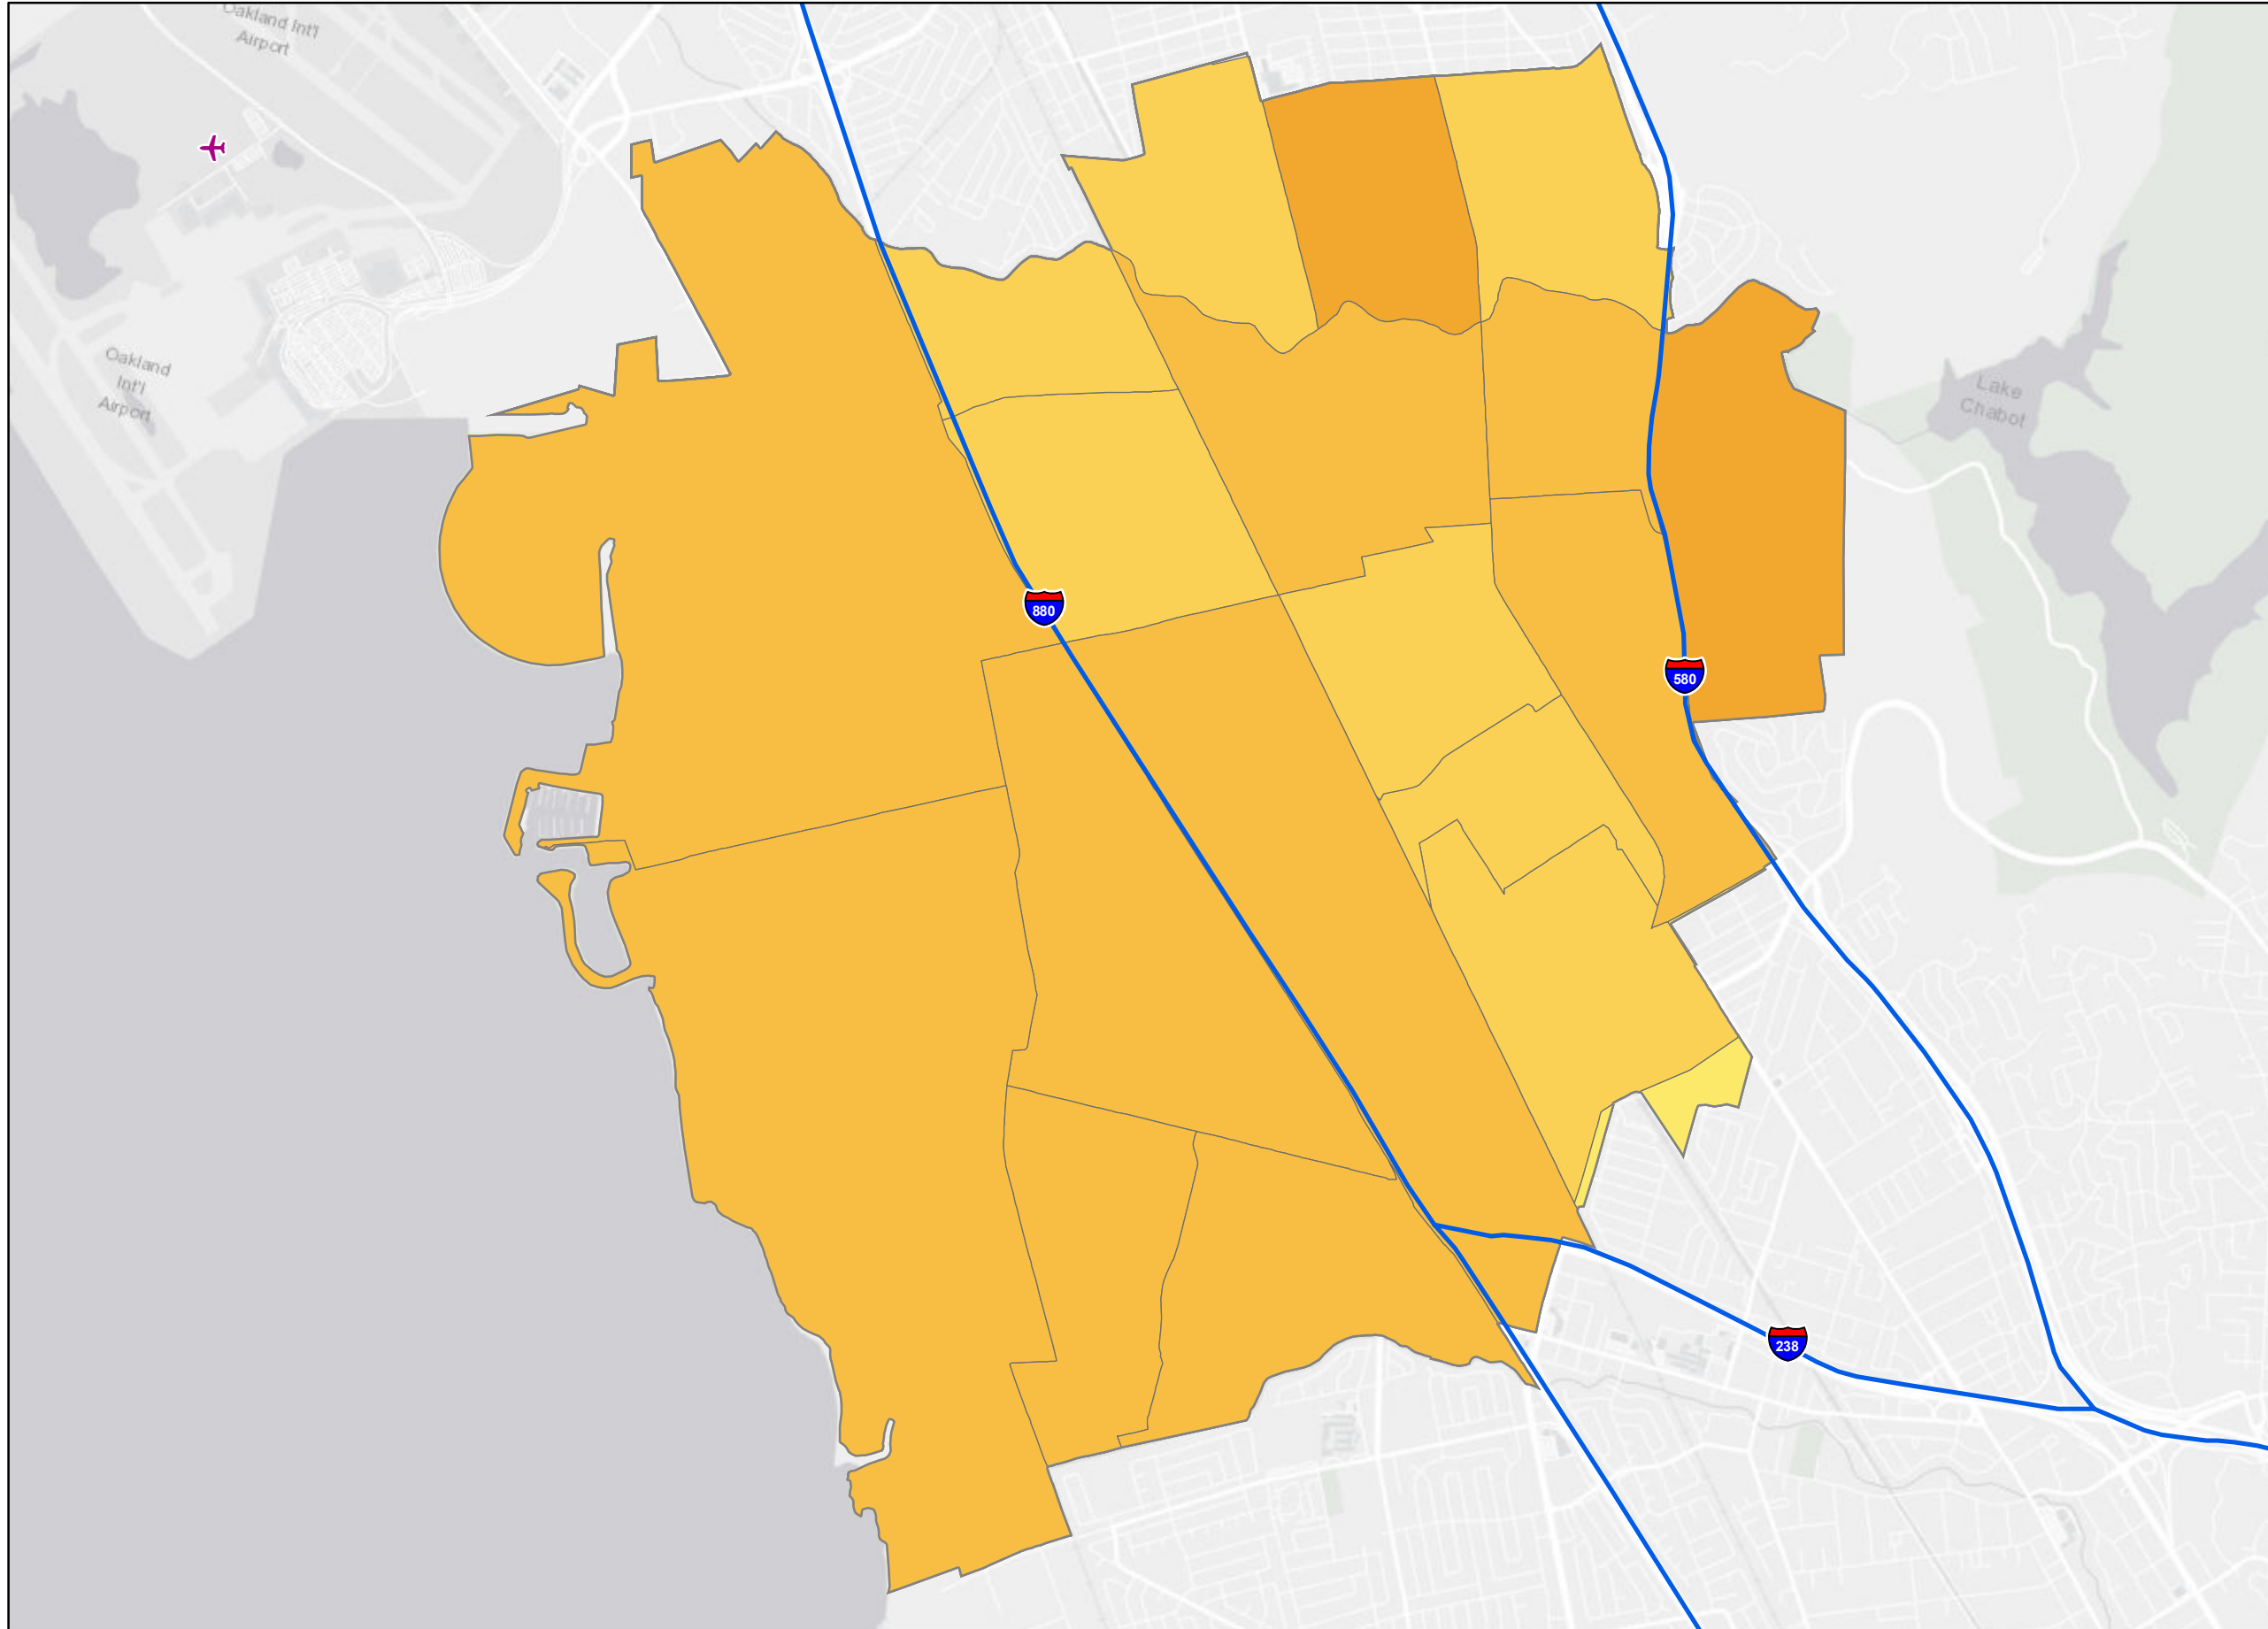 Oakland Int'l
Airport
Oakland
Int'l
Airport
Lake
Chabot
880
580
238